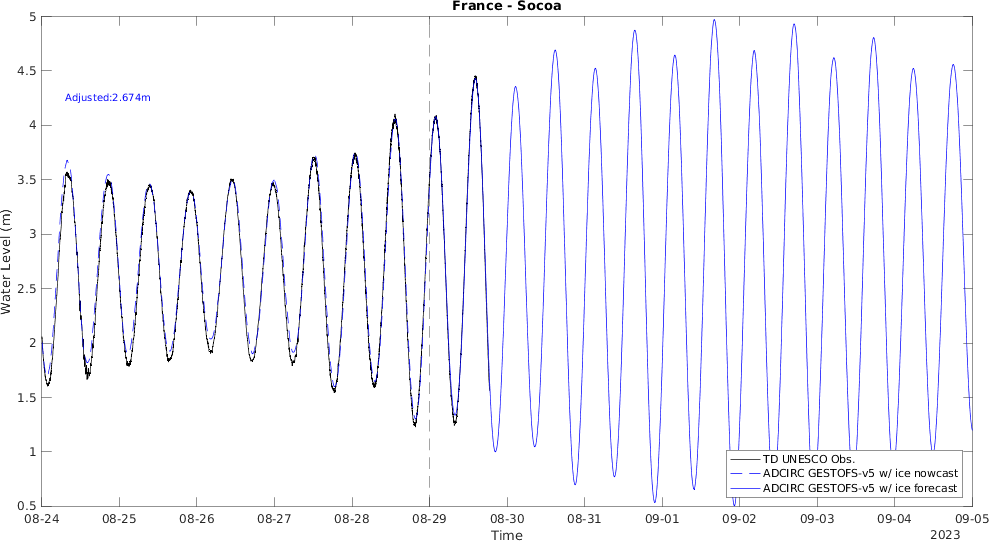 France - Socoa
5
4.5
4
3.5
3
2.5
2
1.5
1
0.5
Water Level (m)
Adjusted:2.674m
TD UNESCO Obs.
ADCIRC GESTOFS-v5 w/ ice nowcast
ADCIRC GESTOFS-v5 w/ ice forecast
08-24 08-25 08-26 08-27 08-28 08-29 08-30 08-31 09-01 09-02 09-03 09-04 09-05
Time
2023